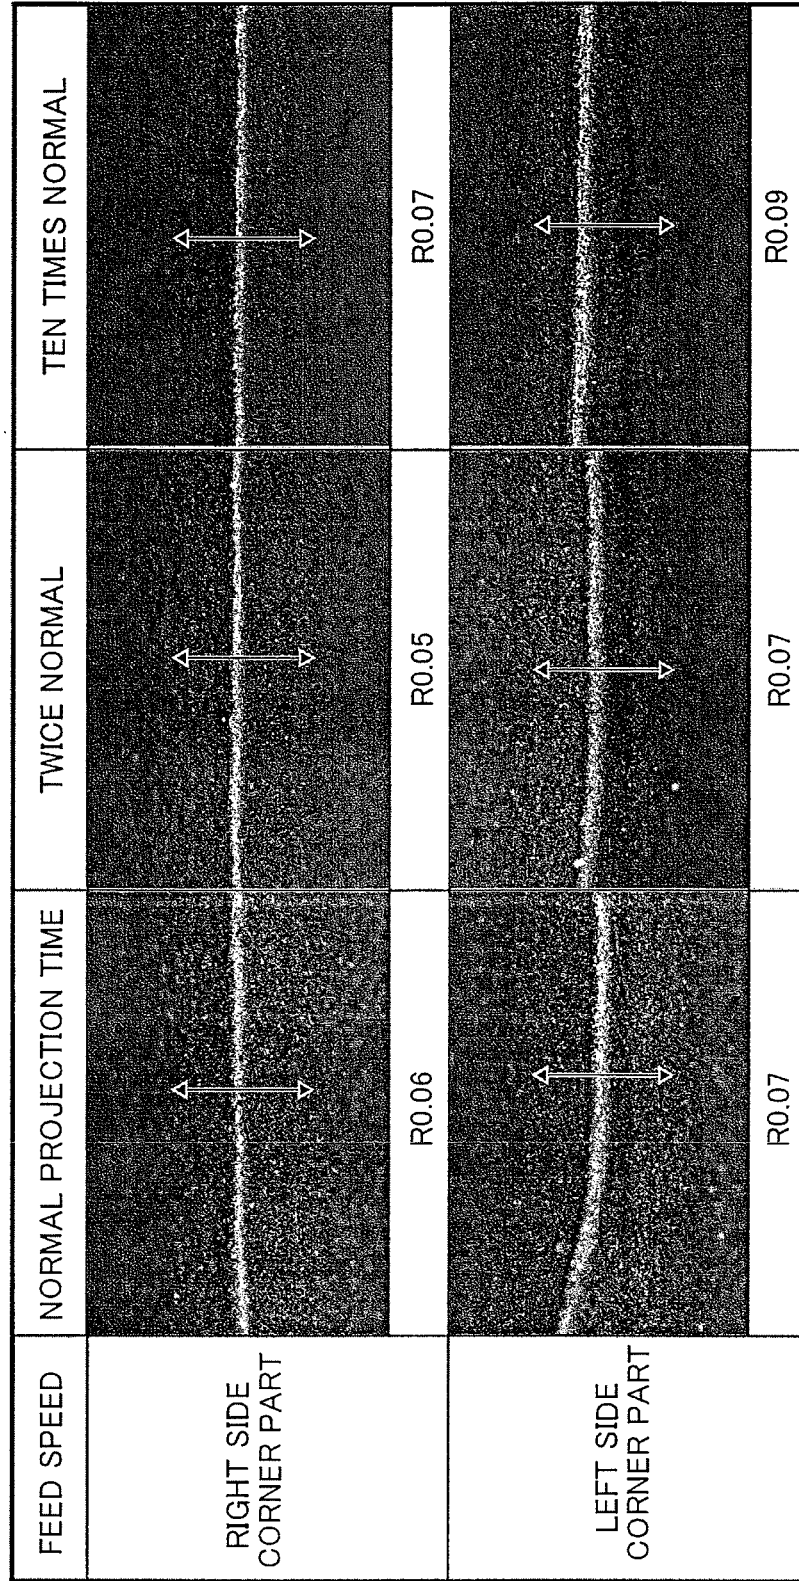 FEED SPEED
NORMAL PROJECTION TIME
TWICE NORMAL
TEN TIMES NORMAL
RIGHT SIDE
CORNER PART
R0.06
R0.05
R0.07
LEFT SIDE
CORNER PART
R0.07
R0.07
R0.09